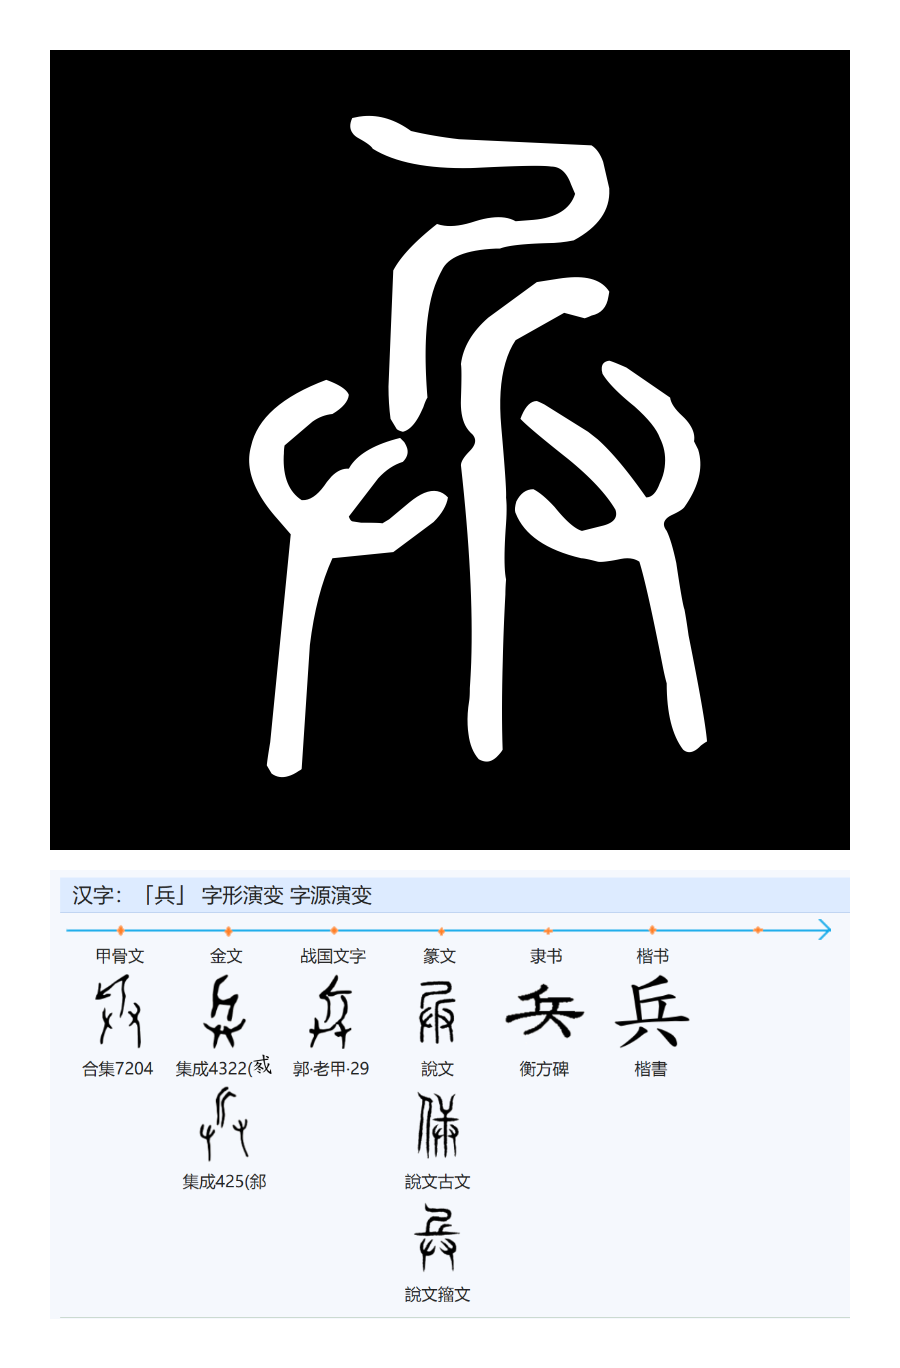 兵
汉字：「兵」 字形演变 字源演变
甲骨文 金文 战国文字 篆文 隶书 楷书
合集7204 集成4322(𢦚 郭·老甲·29 說文 衡方碑 楷書
集成425(郐 說文古文
說文籀文